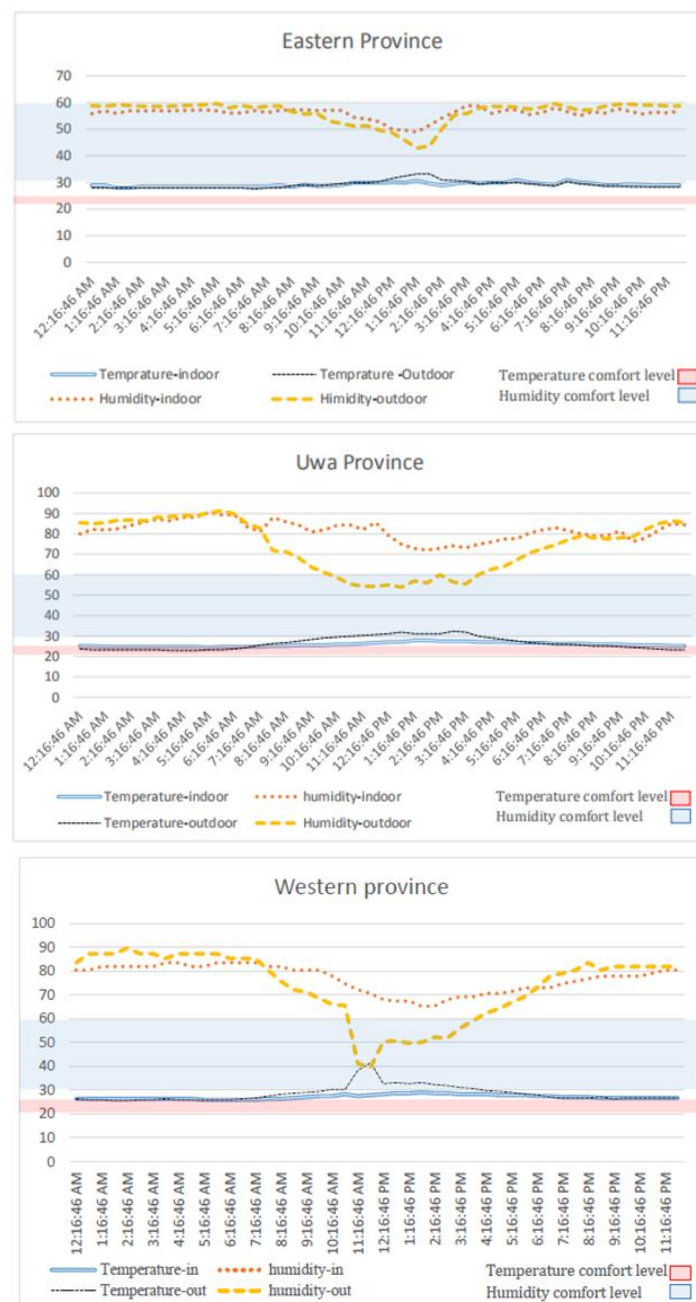 Eastern Province
70
60
50
40
30
20
10
0
12:16:46 AM
1:16:46 AM
2:16:46 AM
3:16:46 AM
4:16:46 AM
5:16:46 AM
6:16:46 AM
7:16:46 AM
8:16:46 AM
9:16:46 AM
10:16:46 AM
11:16:46 AM
12:16:46 PM
1:16:46 PM
2:16:46 PM
3:16:46 PM
4:16:46 PM
5:16:46 PM
6:16:46 PM
7:16:46 PM
8:16:46 PM
9:16:46 PM
10:16:46 PM
11:16:46 PM
Temprature-indoor
Temprature -Outdoor
Temperature comfort level
Humidity-indoor
Himidity-outdoor
Humidity comfort level
Uwa Province
100
90
80
70
60
50
40
30
20
10
0
12:16:46 AM
1:16:46 AM
2:16:46 AM
3:16:46 AM
4:16:46 AM
5:16:46 AM
6:16:46 AM
7:16:46 AM
8:16:46 AM
9:16:46 AM
10:16:46 AM
11:16:46 AM
12:16:46 PM
1:16:46 PM
2:16:46 PM
3:16:46 PM
4:16:46 PM
5:16:46 PM
6:16:46 PM
7:16:46 PM
8:16:46 PM
9:16:46 PM
10:16:46 PM
11:16:46 PM
Temperature-indoor
humidity-indoor
Temperature comfort level
Temperature-outdoor
Humidity-outdoor
Humidity comfort level
Western province
100
90
80
70
60
50
40
30
20
10
0
12:16:46 AM
1:16:46 AM
2:16:46 AM
3:16:46 AM
4:16:46 AM
5:16:46 AM
6:16:46 AM
7:16:46 AM
8:16:46 AM
9:16:46 AM
10:16:46 AM
11:16:46 AM
12:16:46 PM
1:16:46 PM
2:16:46 PM
3:16:46 PM
4:16:46 PM
5:16:46 PM
6:16:46 PM
7:16:46 PM
8:16:46 PM
9:16:46 PM
10:16:46 PM
11:16:46 PM
Temperature-in
humidity-in
Temperature comfort level
Temperature-out
humidity-out
Humidity comfort level